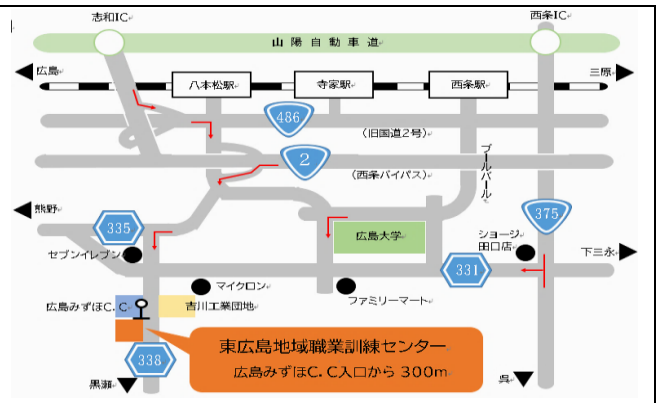 志和IC
西条IC
山陽自動車道
広島
三原
八本松駅
寺家駅
西条駅
486
(旧国道2号)
2
(西条バイパス)
ブールバール
熊野
335
375
広島大学
ショージ
田口店
セブンイレブン
下三永
331
マイクロン
ファミリーマート
広島みずほC.C
吉川工業団地
東広島地域職業訓練センター
広島みずほC.C入口から 300m
338
黒瀬
呉